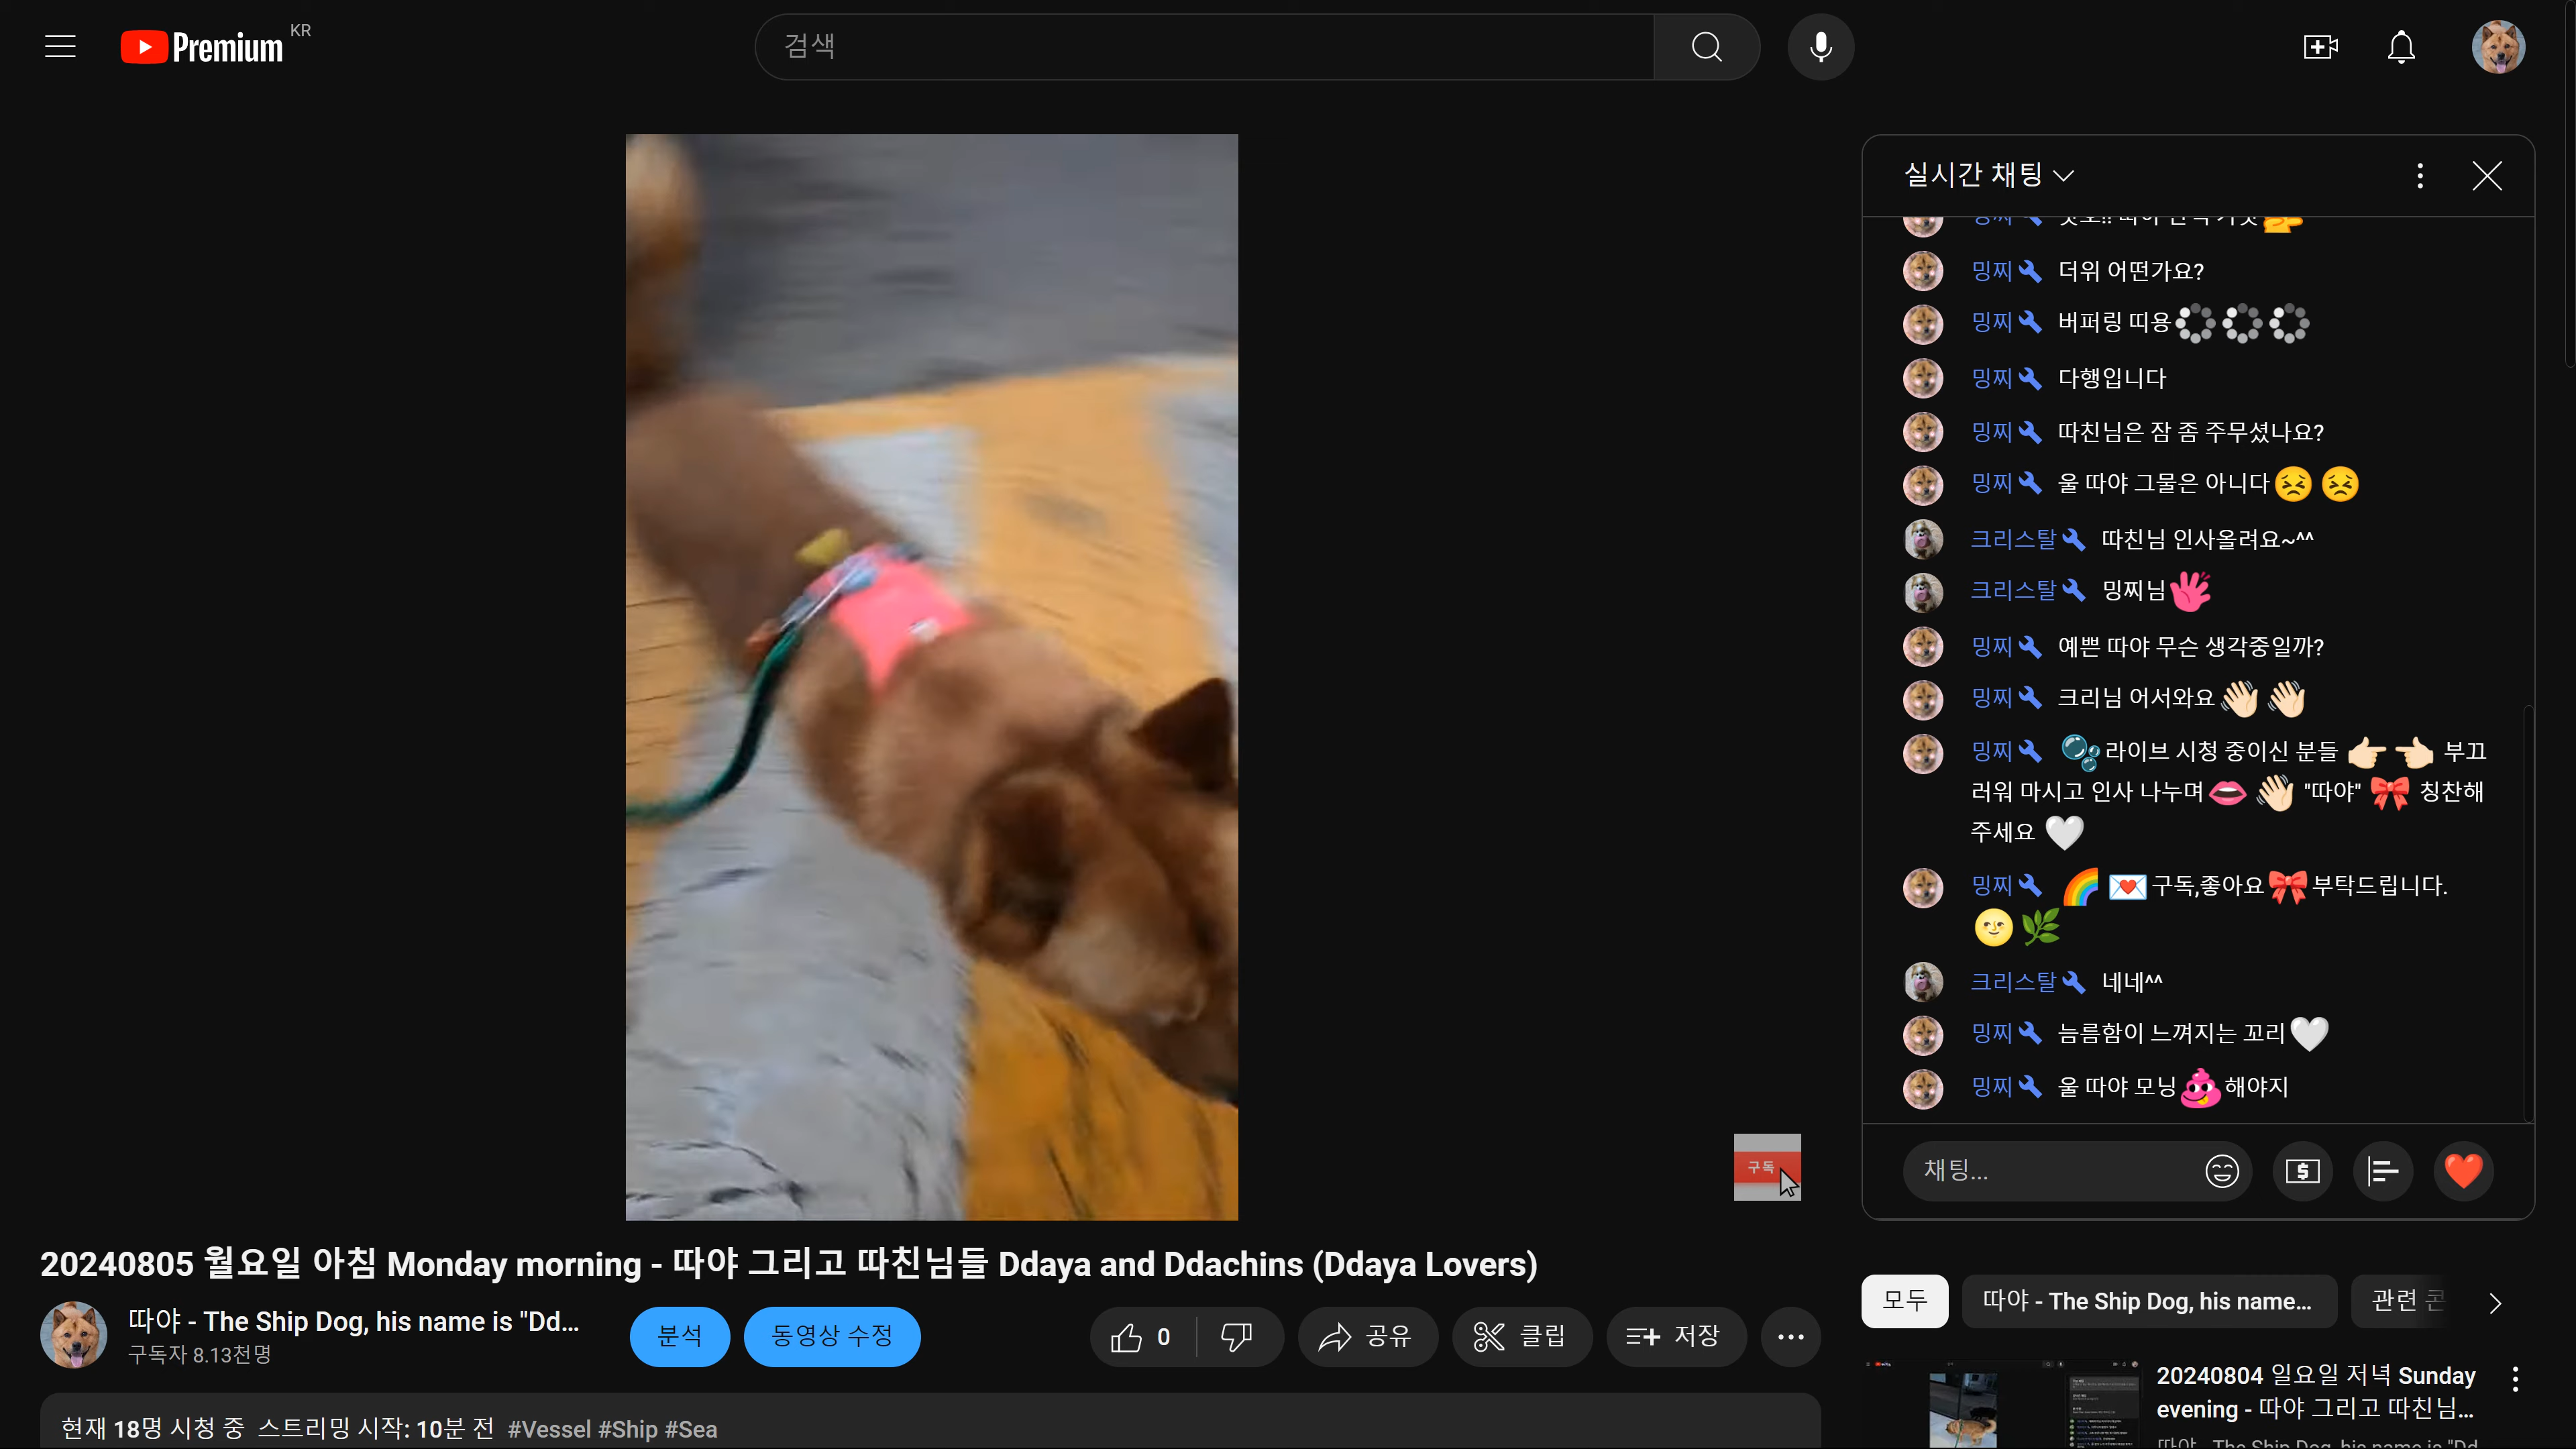 Premium KR
검색
실시간 채팅
밍찌 더위 어떤가요?
밍찌 버퍼링 띠용
밍찌 다행입니다
밍찌 따친님은 잠 좀 주무셨나요?
밍찌 울 따야 그물은 아니다😣😣
크리스탈 따친님 인사올려요~^^
크리스탈 밍찌님
밍찌 예쁜 따야 무슨 생각중일까?
밍찌 크리님 어서와요👋🏻👋🏻
밍찌 🫧라이브 시청 중이신 분들 👉🏻👈🏻 부끄
러워 마시고 인사 나누며👄👋🏻 "따야" 🎀 칭찬해
주세요 🤍
밍찌 🌈💌구독,좋아요🎀부탁드립니다.
🌝🌿
크리스탈 네네^^
밍찌 늠름함이 느껴지는 꼬리🤍
밍찌 울 따야 모닝 해야지
채팅...
구독
20240805 월요일 아침 Monday morning - 따야 그리고 따친님들 Ddaya and Ddachins (Ddaya Lovers)
따야 - The Ship Dog, his name is "Dd...
구독자 8.13천명
분석
동영상 수정
0
공유
클립
저장
현재 18명 시청 중 스트리밍 시작: 10분 전 #Vessel #Ship #Sea
모두
따야 - The Ship Dog, his name...
관련
20240804 일요일 저녁 Sunday
evening - 따야 그리고 따친님...